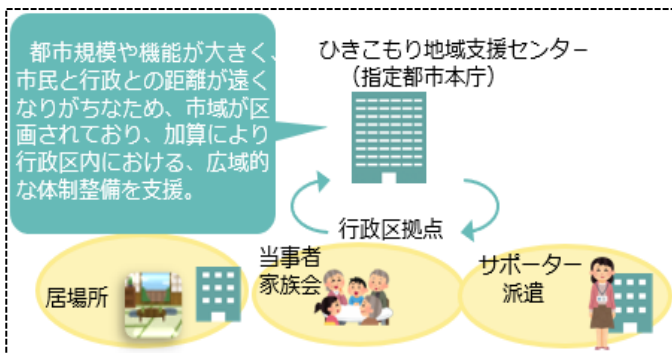 都市規模や機能が大きく、
市民と行政との距離が遠く
なりがちなため、市域が区
画されており、加算により
行政区内における、広域的
な体制整備を支援。
ひきこもり地域支援センター
（指定都市本庁）
行政区拠点
居場所
当事者
家族会
サポーター
派遣